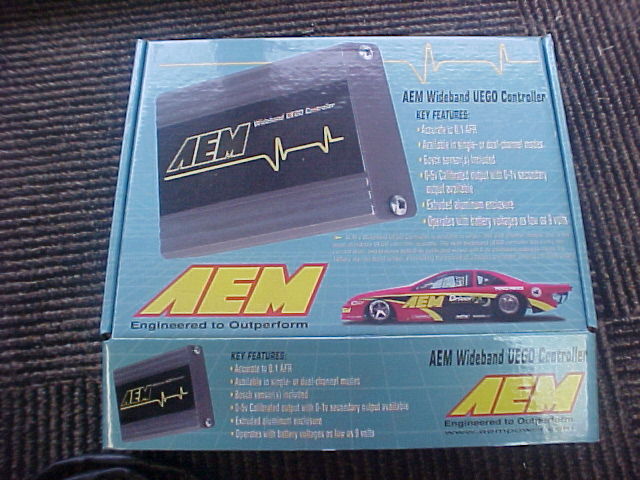 AEM Wideband UEGO Controller
KEY FEATURES:
Accurate to 0.1 AFR
Available in single- or dual-channel modes
Bosch sensor(s) included
0-5v Calibrated output with 0-1v secondary
output available
Extruded aluminum enclosure
Operates with battery voltages as low as 9 volts
Wideband UEGO Controller
AEM
AEM
Engineered to Outperform
AEM
AEM
KEY FEATURES:
Accurate to 0.1 AFR
Available in single- or dual-channel modes
Bosch sensor(s) included
0-5v Calibrated output with 0-1v secondary output available
Extruded aluminum enclosure
Operates with battery voltages as low as 9 volts
AEM Wideband UEGO Controller
AEM
Engineered to Outperform